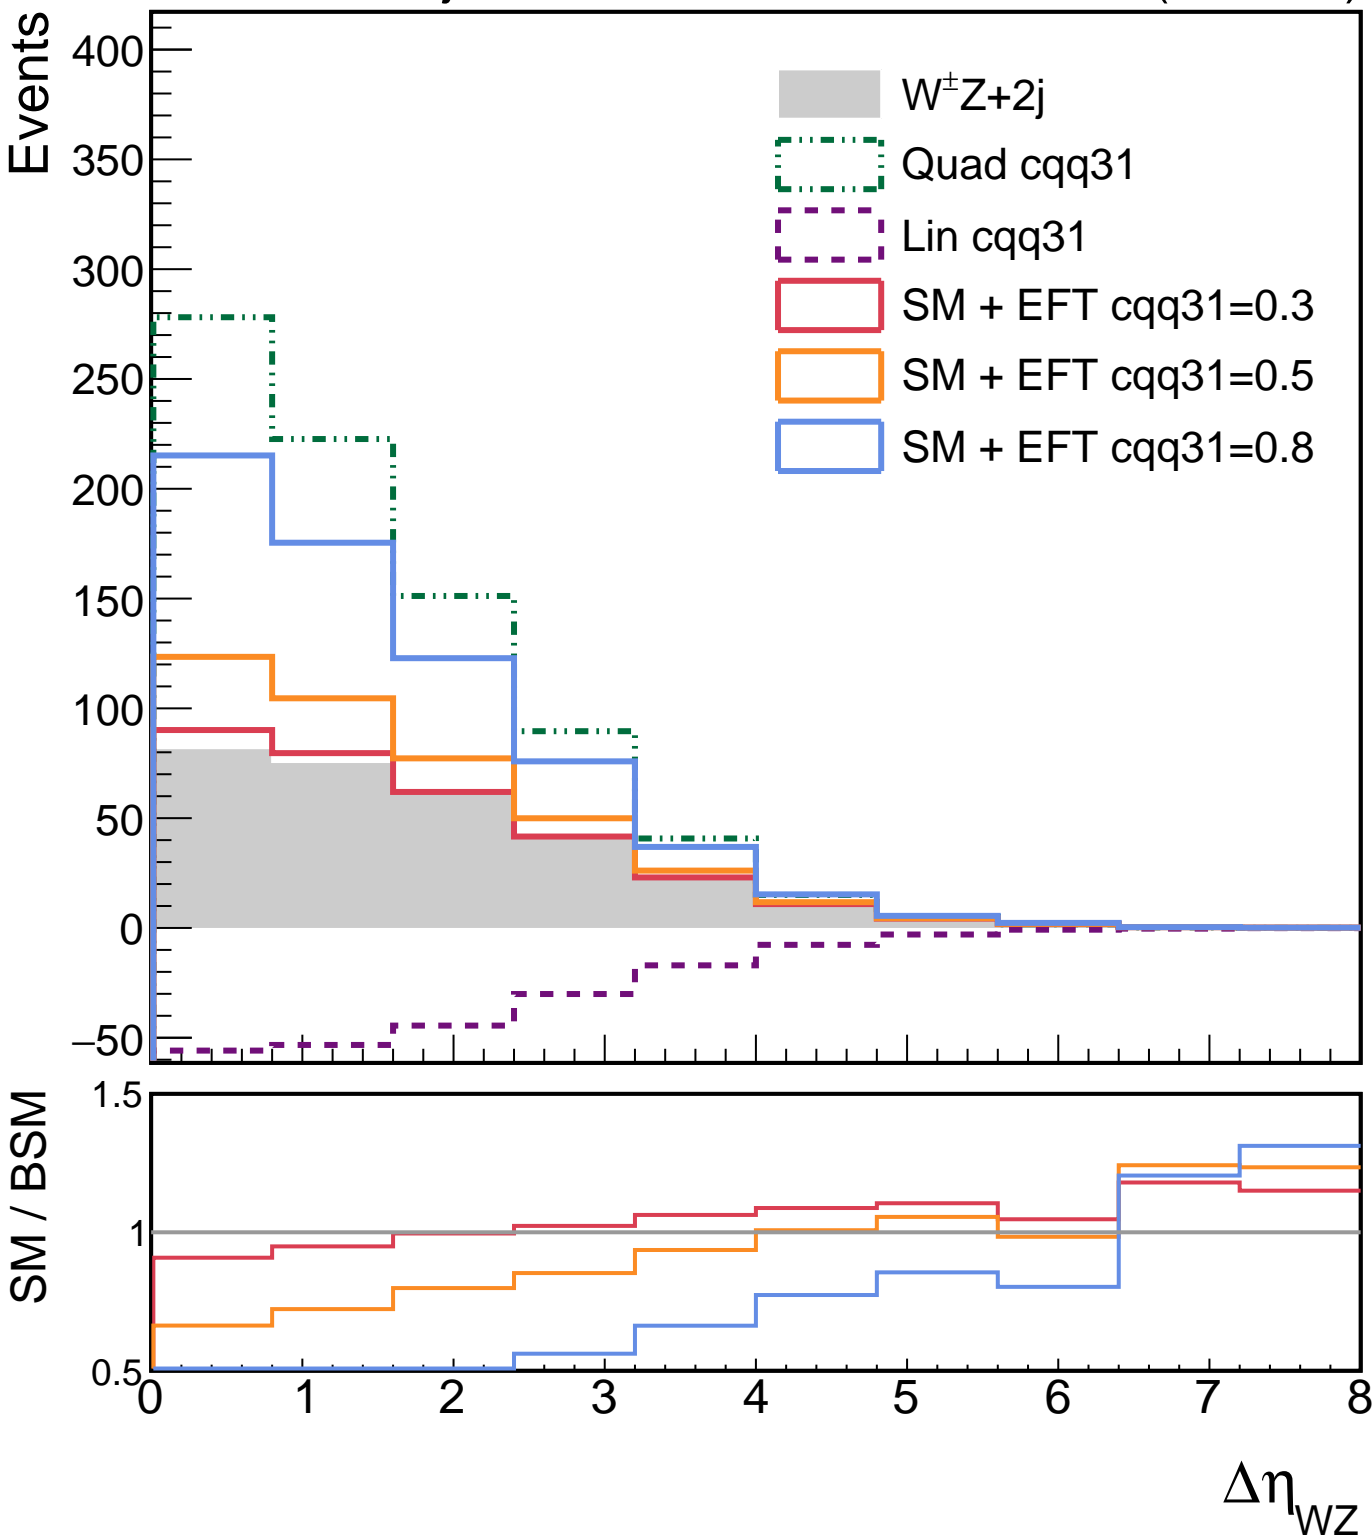 Events
400
350
300
250
200
150
100
50
0
−50
W±Z+2j
Quad cqq31
Lin cqq31
SM + EFT cqq31=0.3
SM + EFT cqq31=0.5
SM + EFT cqq31=0.8
SM / BSM
1.5
1
0.5
0 1 2 3 4 5 6 7 8
ΔηWZ